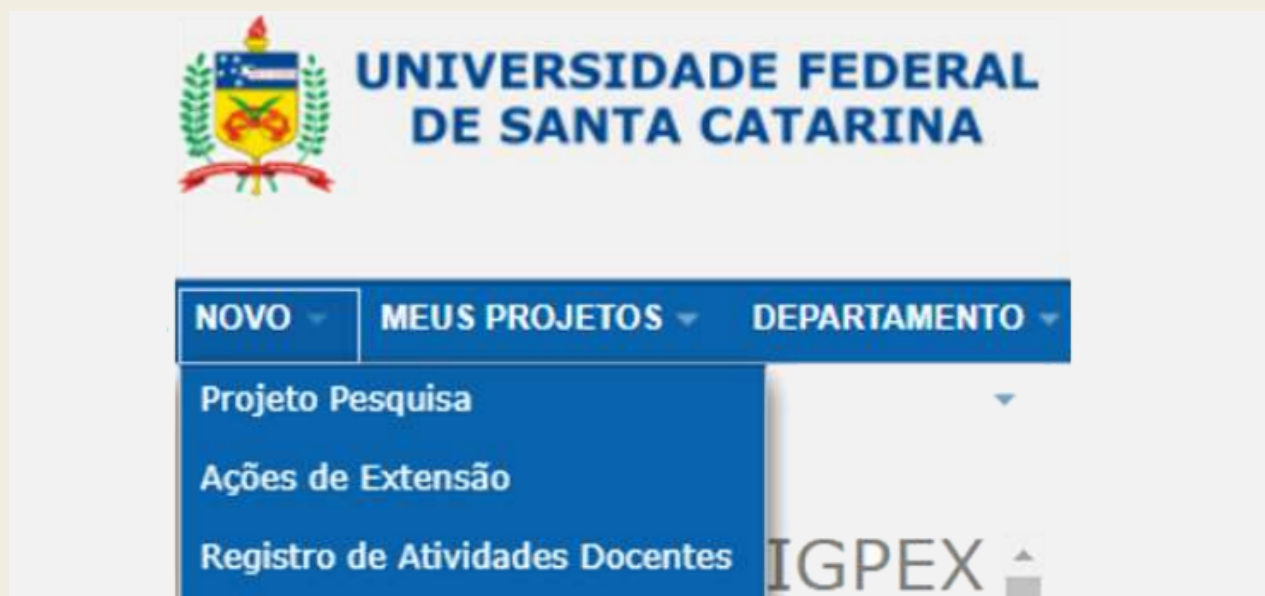 UNIVERSIDADE FEDERAL
DE SANTA CATARINA
NOVO MEUS PROJETOS DEPARTAMENTO
Projeto Pesquisa
Ações de Extensão
Registro de Atividades Docentes
IGPEX